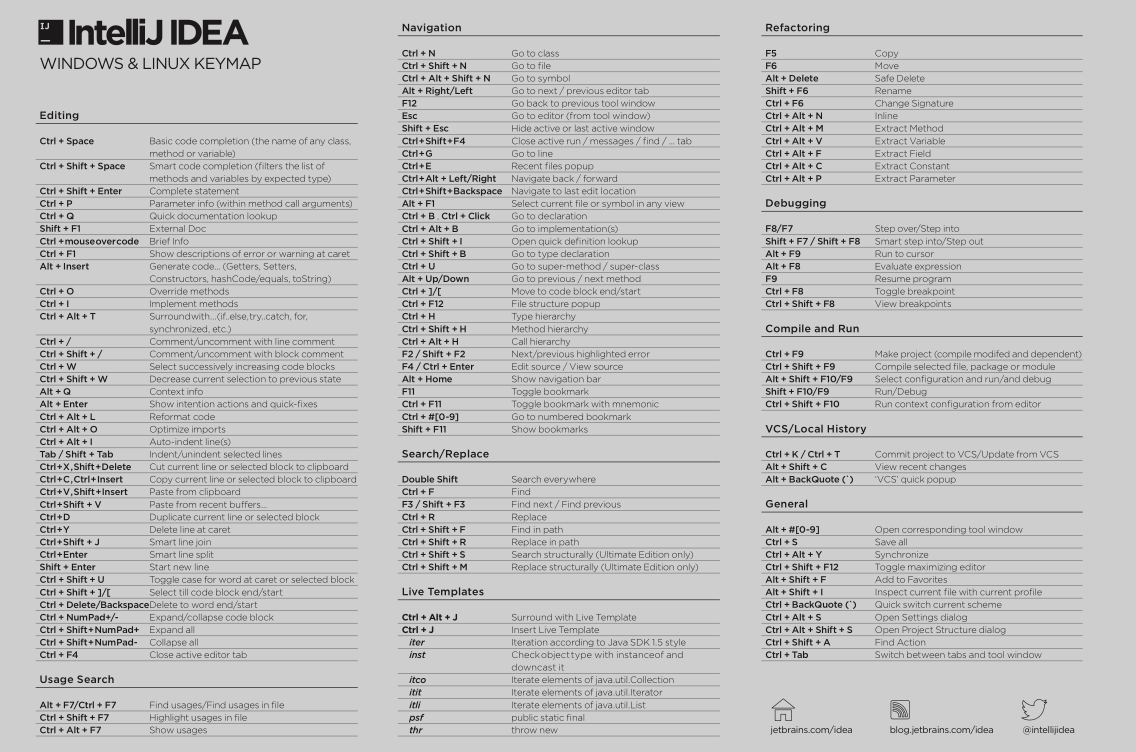 IJ IntelliJ IDEA
WINDOWS & LINUX KEYMAP
Editing
Ctrl + Space Basic code completion (the name of any class,
method or variable)
Ctrl + Shift + Space Smart code completion (filters the list of
methods and variables by expected type)
Ctrl + Shift + Enter Complete statement
Ctrl + P Parameter info (within method call arguments)
Ctrl + Q Quick documentation lookup
Shift + F1 External Doc
Ctrl+mouseovercode Brief Info
Ctrl + F1 Show descriptions of error or warning at caret
Alt + Insert Generate code... (Getters, Setters,
Constructors, hashCode/equals, toString)
Ctrl + O Override methods
Ctrl + I Implement methods
Ctrl + Alt + T Surroundwith...(if..else,try..catch, for,
synchronized, etc.)
Ctrl + / Comment/uncomment with line comment
Ctrl + Shift + / Comment/uncomment with block comment
Ctrl + W Select successively increasing code blocks
Ctrl + Shift + W Decrease current selection to previous state
Alt + Q Context info
Alt + Enter Show intention actions and quick-fixes
Ctrl + Alt + L Reformat code
Ctrl + Alt + O Optimize imports
Ctrl + Alt + I Auto-indent line(s)
Tab / Shift + Tab Indent/unindent selected lines
Ctrl+X,Shift+Delete Cut current line or selected block to clipboard
Ctrl+C,Ctrl+Insert Copy current line or selected block to clipboard
Ctrl+V,Shift+Insert Paste from clipboard
Ctrl+Shift + V Paste from recent buffers...
Ctrl+D Duplicate current line or selected block
Ctrl+Y Delete line at caret
Ctrl+Shift + J Smart line join
Ctrl+Enter Smart line split
Shift + Enter Start new line
Ctrl + Shift + U Toggle case for word at caret or selected block
Ctrl + Shift + ]/[ Select till code block end/start
Ctrl + Delete/Backspace Delete to word end/start
Ctrl + NumPad+/- Expand/collapse code block
Ctrl + Shift+NumPad+ Expand all
Ctrl + Shift+NumPad- Collapse all
Ctrl + F4 Close active editor tab
Usage Search
Alt + F7/Ctrl + F7 Find usages/Find usages in file
Ctrl + Shift + F7 Highlight usages in file
Ctrl + Alt + F7 Show usages
Navigation
Ctrl + N Go to class
Ctrl + Shift + N Go to file
Ctrl + Alt + Shift + N Go to symbol
Alt + Right/Left Go to next / previous editor tab
F12 Go back to previous tool window
Esc Go to editor (from tool window)
Shift + Esc Hide active or last active window
Ctrl+Shift+F4 Close active run / messages / find / ... tab
Ctrl+G Go to line
Ctrl+E Recent files popup
Ctrl+Alt + Left/Right Navigate back / forward
Ctrl+Shift+Backspace Navigate to last edit location
Alt + F1 Select current file or symbol in any view
Ctrl + B , Ctrl + Click Go to declaration
Ctrl + Alt + B Go to implementation(s)
Ctrl + Shift + I Open quick definition lookup
Ctrl + Shift + B Go to type declaration
Ctrl + U Go to super-method / super-class
Alt + Up/Down Go to previous / next method
Ctrl + ]/[ Move to code block end/start
Ctrl + F12 File structure popup
Ctrl + H Type hierarchy
Ctrl + Shift + H Method hierarchy
Ctrl + Alt + H Call hierarchy
F2 / Shift + F2 Next/previous highlighted error
F4 / Ctrl + Enter Edit source / View source
Alt + Home Show navigation bar
F11 Toggle bookmark
Ctrl + F11 Toggle bookmark with mnemonic
Ctrl + #[0-9] Go to numbered bookmark
Shift + F11 Show bookmarks
Search/Replace
Double Shift Search everywhere
Ctrl + F Find
F3 / Shift + F3 Find next / Find previous
Ctrl + R Replace
Ctrl + Shift + F Find in path
Ctrl + Shift + R Replace in path
Ctrl + Shift + S Search structurally (Ultimate Edition only)
Ctrl + Shift + M Replace structurally (Ultimate Edition only)
Live Templates
Ctrl + Alt + J Surround with Live Template
Ctrl + J Insert Live Template
iter Iteration according to Java SDK 1.5 style
inst Checkobjecttype with instanceof and
downcast it
itco Iterate elements of java.util.Collection
itit Iterate elements of java.util.Iterator
itli Iterate elements of java.util.List
psf public static final
thr throw new
Refactoring
F5 Copy
F6 Move
Alt + Delete Safe Delete
Shift + F6 Rename
Ctrl + F6 Change Signature
Ctrl + Alt + N Inline
Ctrl + Alt + M Extract Method
Ctrl + Alt + V Extract Variable
Ctrl + Alt + F Extract Field
Ctrl + Alt + C Extract Constant
Ctrl + Alt + P Extract Parameter
Debugging
F8/F7 Step over/Step into
Shift + F7 / Shift + F8 Smart step into/Step out
Alt + F9 Run to cursor
Alt + F8 Evaluate expression
F9 Resume program
Ctrl + F8 Toggle breakpoint
Ctrl + Shift + F8 View breakpoints
Compile and Run
Ctrl + F9 Make project (compile modifed and dependent)
Ctrl + Shift + F9 Compile selected file, package or module
Alt + Shift + F10/F9 Select configuration and run/and debug
Shift + F10/F9 Run/Debug
Ctrl + Shift + F10 Run context configuration from editor
VCS/Local History
Ctrl + K / Ctrl + T Commit project to VCS/Update from VCS
Alt + Shift + C View recent changes
Alt + BackQuote (`) 'VCS' quick popup
General
Alt + #[0-9] Open corresponding tool window
Ctrl + S Save all
Ctrl + Alt + Y Synchronize
Ctrl + Shift + F12 Toggle maximizing editor
Alt + Shift + F Add to Favorites
Alt + Shift + I Inspect current file with current profile
Ctrl + BackQuote (`) Quick switch current scheme
Ctrl + Alt + S Open Settings dialog
Ctrl + Alt + Shift + S Open Project Structure dialog
Ctrl + Shift + A Find Action
Ctrl + Tab Switch between tabs and tool window
jetbrains.com/idea
blog.jetbrains.com/idea
@intellijidea